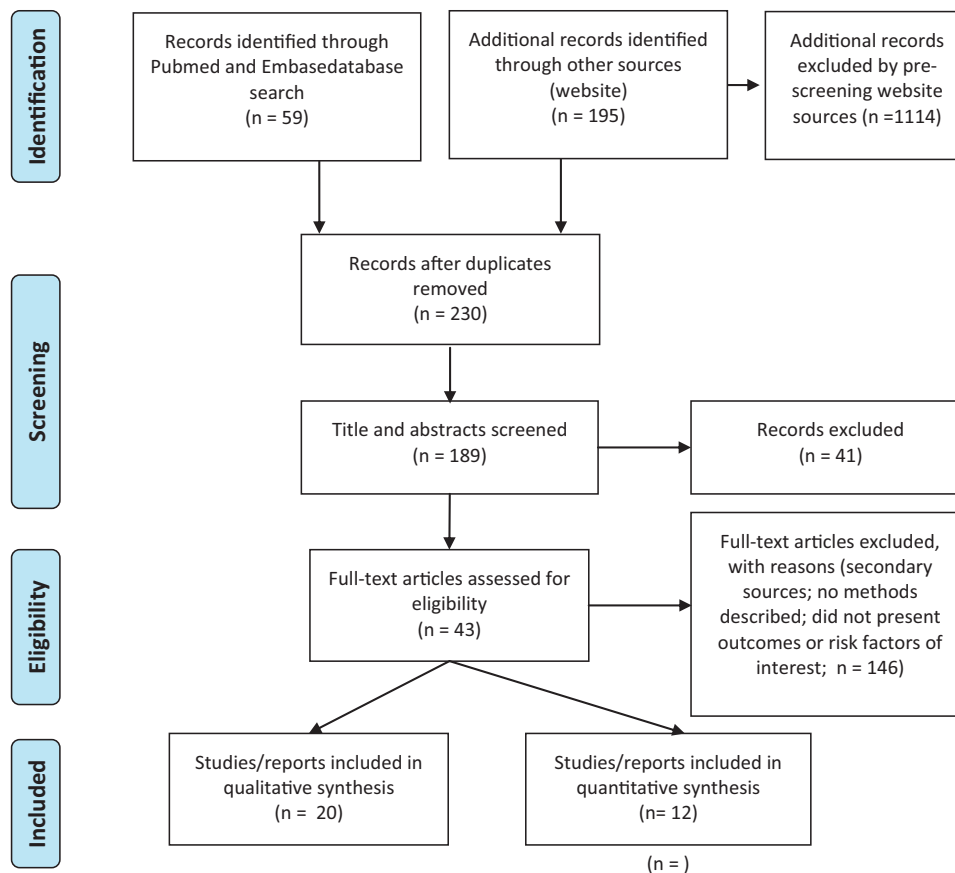 Identification
Records identified through
Pubmed and Embasedatabase
search
(n = 59)
Additional records identified
through other sources
(website)
(n = 195)
Additional records
excluded by pre-
screening website
sources (n =1114)
Screening
Records after duplicates
removed
(n = 230)
Title and abstracts screened
(n = 189)
Records excluded
(n = 41)
Eligibility
Full-text articles assessed for
eligibility
(n = 43)
Full-text articles excluded,
with reasons (secondary
sources; no methods
described; did not present
outcomes or risk factors of
interest;  n = 146)
Included
Studies/reports included in
qualitative synthesis
(n =  20)
Studies/reports included in
quantitative synthesis
(n= 12)
(n = )